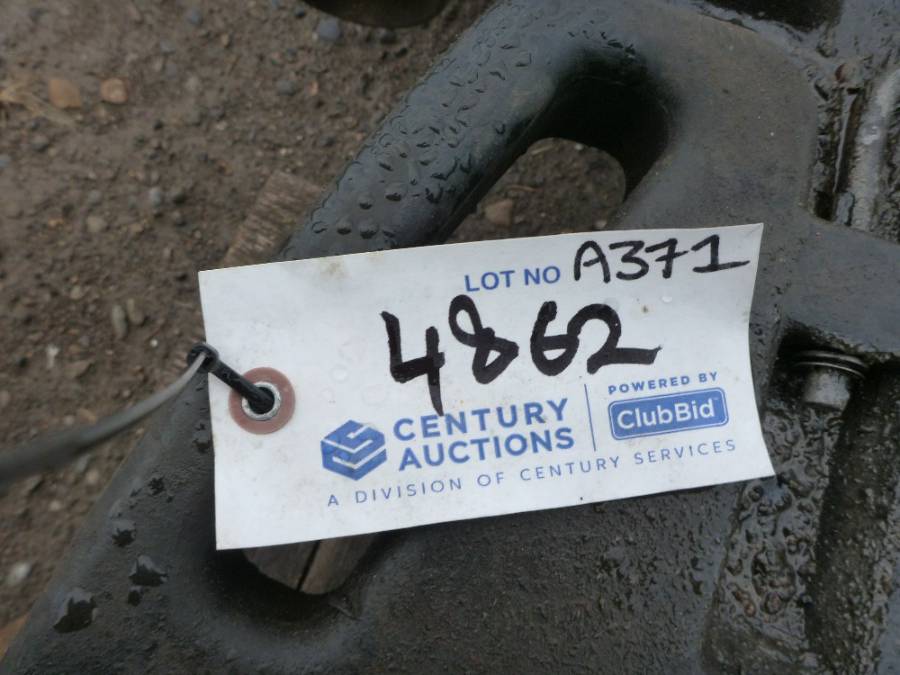 LOT NO A371
4862
CENTURY AUCTIONS
POWERED BY
ClubBid
A DIVISION OF CENTURY SERVICES